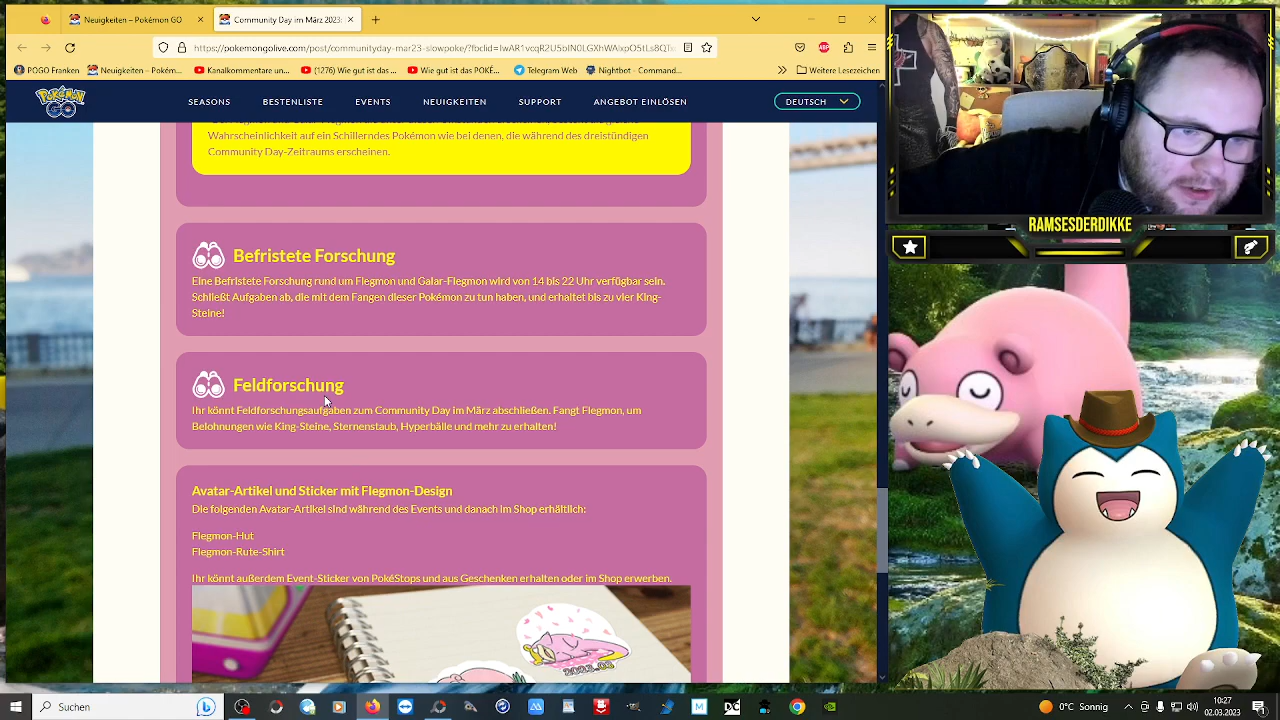 Neuigkeiten – Pokémon GO
Community Day im März 2023:
https://pokemongolive.com/post/communityday-mar23-slowpoke/?fbclid=IwAR1vcqR2U5oIN0LGXhWAlxpO5tLs8QT
POGO Franken
Neuigkeiten – Pokém...
Kanalkommentare un...
(1276) Wie gut ist das ...
Wie gut ist das POKÉ...
Telegram Web
Nightbot - Comman...
Weitere Lesezeichen
Pokémon GO
SEASONS
BESTENLISTE
EVENTS
NEUIGKEITEN
SUPPORT
ANGEBOT EINLÖSEN
DEUTSCH
Wahrscheinlichkeit auf ein Schillerndes Pokémon wie bei denen, die während des dreistündigen
Community Day-Zeitraums erscheinen.
Befristete Forschung
Eine Befristete Forschung rund um Flegmon und Galar-Flegmon wird von 14 bis 22 Uhr verfügbar sein.
Schließt Aufgaben ab, die mit dem Fangen dieser Pokémon zu tun haben, und erhaltet bis zu vier King-
Steine!
Feldforschung
Ihr könnt Feldforschungsaufgaben zum Community Day im März abschließen. Fangt Flegmon, um
Belohnungen wie King-Steine, Sternenstaub, Hyperbälle und mehr zu erhalten!
Avatar-Artikel und Sticker mit Flegmon-Design
Die folgenden Avatar-Artikel sind während des Events und danach im Shop erhältlich:
Flegmon-Hut
Flegmon-Rute-Shirt
Ihr könnt außerdem Event-Sticker von PokéStops und aus Geschenken erhalten oder im Shop erwerben.
2023_03
RAMSESDERDIKKE
Suchen
0°C Sonnig
10:27
02.03.2023